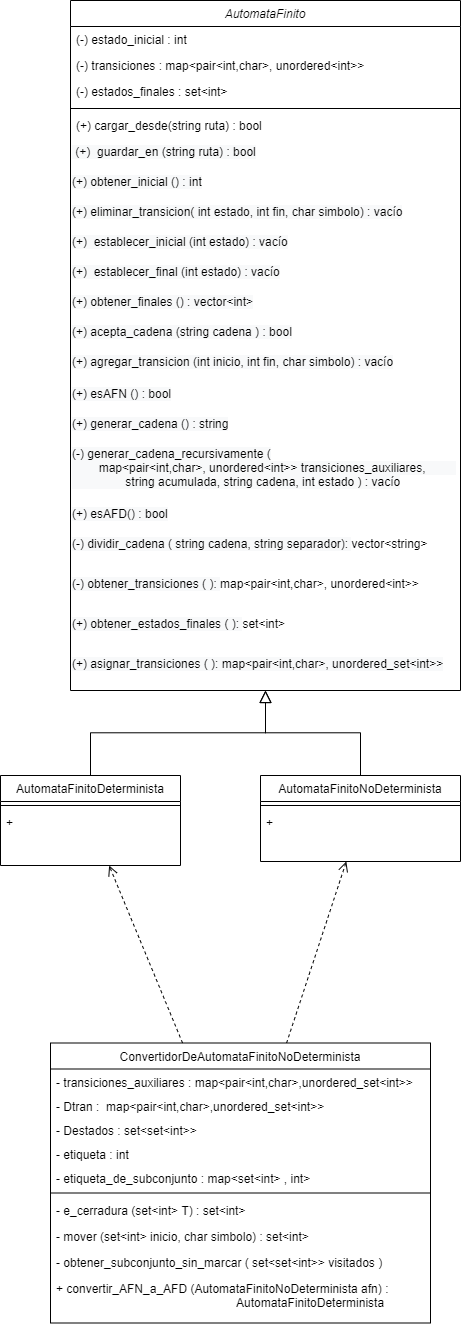 AutomataFinito
(-) estado_inicial : int
(-) transiciones : map<pair<int,char>, unordered<int>>
(-) estados_finales : set<int>
(+) cargar_desde(string ruta) : bool
(+)  guardar_en (string ruta) : bool
(+) obtener_inicial () : int
(+) eliminar_transicion( int estado, int fin, char simbolo) : vacío
(+)  establecer_inicial (int estado) : vacío
(+)  establecer_final (int estado) : vacío
(+) obtener_finales () : vector<int>
(+) acepta_cadena (string cadena ) : bool
(+) agregar_transicion (int inicio, int fin, char simbolo) : vacío
(+) esAFN () : bool
(+) generar_cadena () : string
(-) generar_cadena_recursivamente (
map<pair<int,char>, unordered<int>> transiciones_auxiliares,
string acumulada, string cadena, int estado ) : vacío
(+) esAFD() : bool
(-) dividir_cadena ( string cadena, string separador): vector<string>
(-) obtener_transiciones ( ): map<pair<int,char>, unordered<int>>
(+) obtener_estados_finales ( ): set<int>
(+) asignar_transiciones ( ): map<pair<int,char>, unordered_set<int>>
AutomataFinitoDeterminista
+
AutomataFinitoNoDeterminista
+
ConvertidorDeAutomataFinitoNoDeterminista
- transiciones_auxiliares : map<pair<int,char>,unordered_set<int>>
- Dtran :  map<pair<int,char>,unordered_set<int>>
- Destados : set<set<int>>
- etiqueta : int
- etiqueta_de_subconjunto : map<set<int> , int>
- e_cerradura (set<int> T) : set<int>
- mover (set<int> inicio, char simbolo) : set<int>
- obtener_subconjunto_sin_marcar ( set<set<int>> visitados )
+ convertir_AFN_a_AFD (AutomataFinitoNoDeterminista afn) :
AutomataFinitoDeterminista